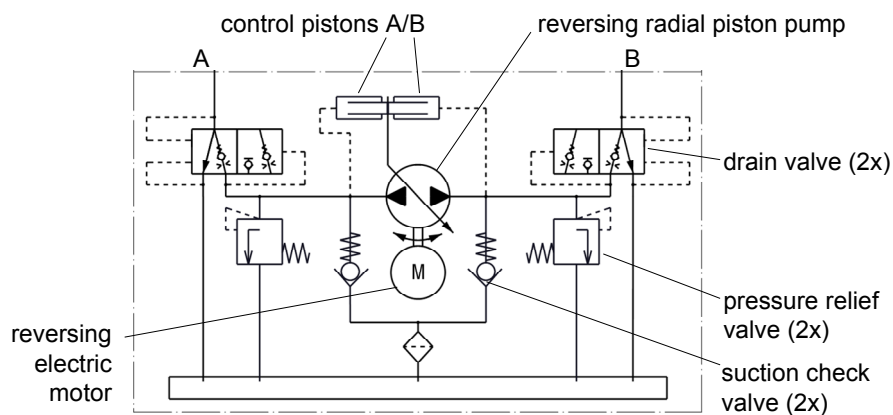 control pistons A/B
reversing radial piston pump
A
B
drain valve (2x)
M
pressure relief
valve (2x)
reversing
electric
motor
suction check
valve (2x)